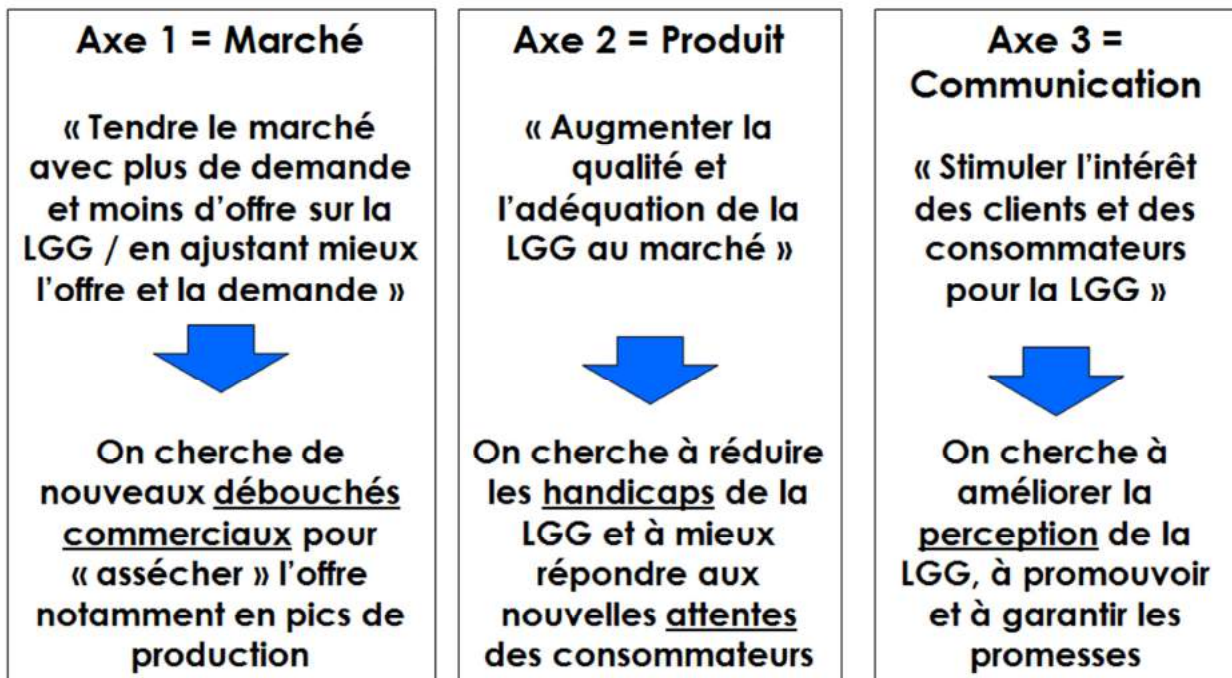 Axe 1 = Marché
« Tendre le marché
avec plus de demande
et moins d'offre sur la
LGG / en ajustant mieux
l'offre et la demande »
On cherche de
nouveaux débouchés
commerciaux pour
« assécher » l'offre
notamment en pics de
production
Axe 2 = Produit
« Augmenter la
qualité et
l'adéquation de la
LGG au marché »
On cherche à réduire
les handicaps de la
LGG et à mieux
répondre aux
nouvelles attentes
des consommateurs
Axe 3 =
Communication
« Stimuler l'intérêt
des clients et des
consommateurs
pour la LGG »
On cherche à
améliorer la
perception de la
LGG, à promouvoir
et à garantir les
promesses